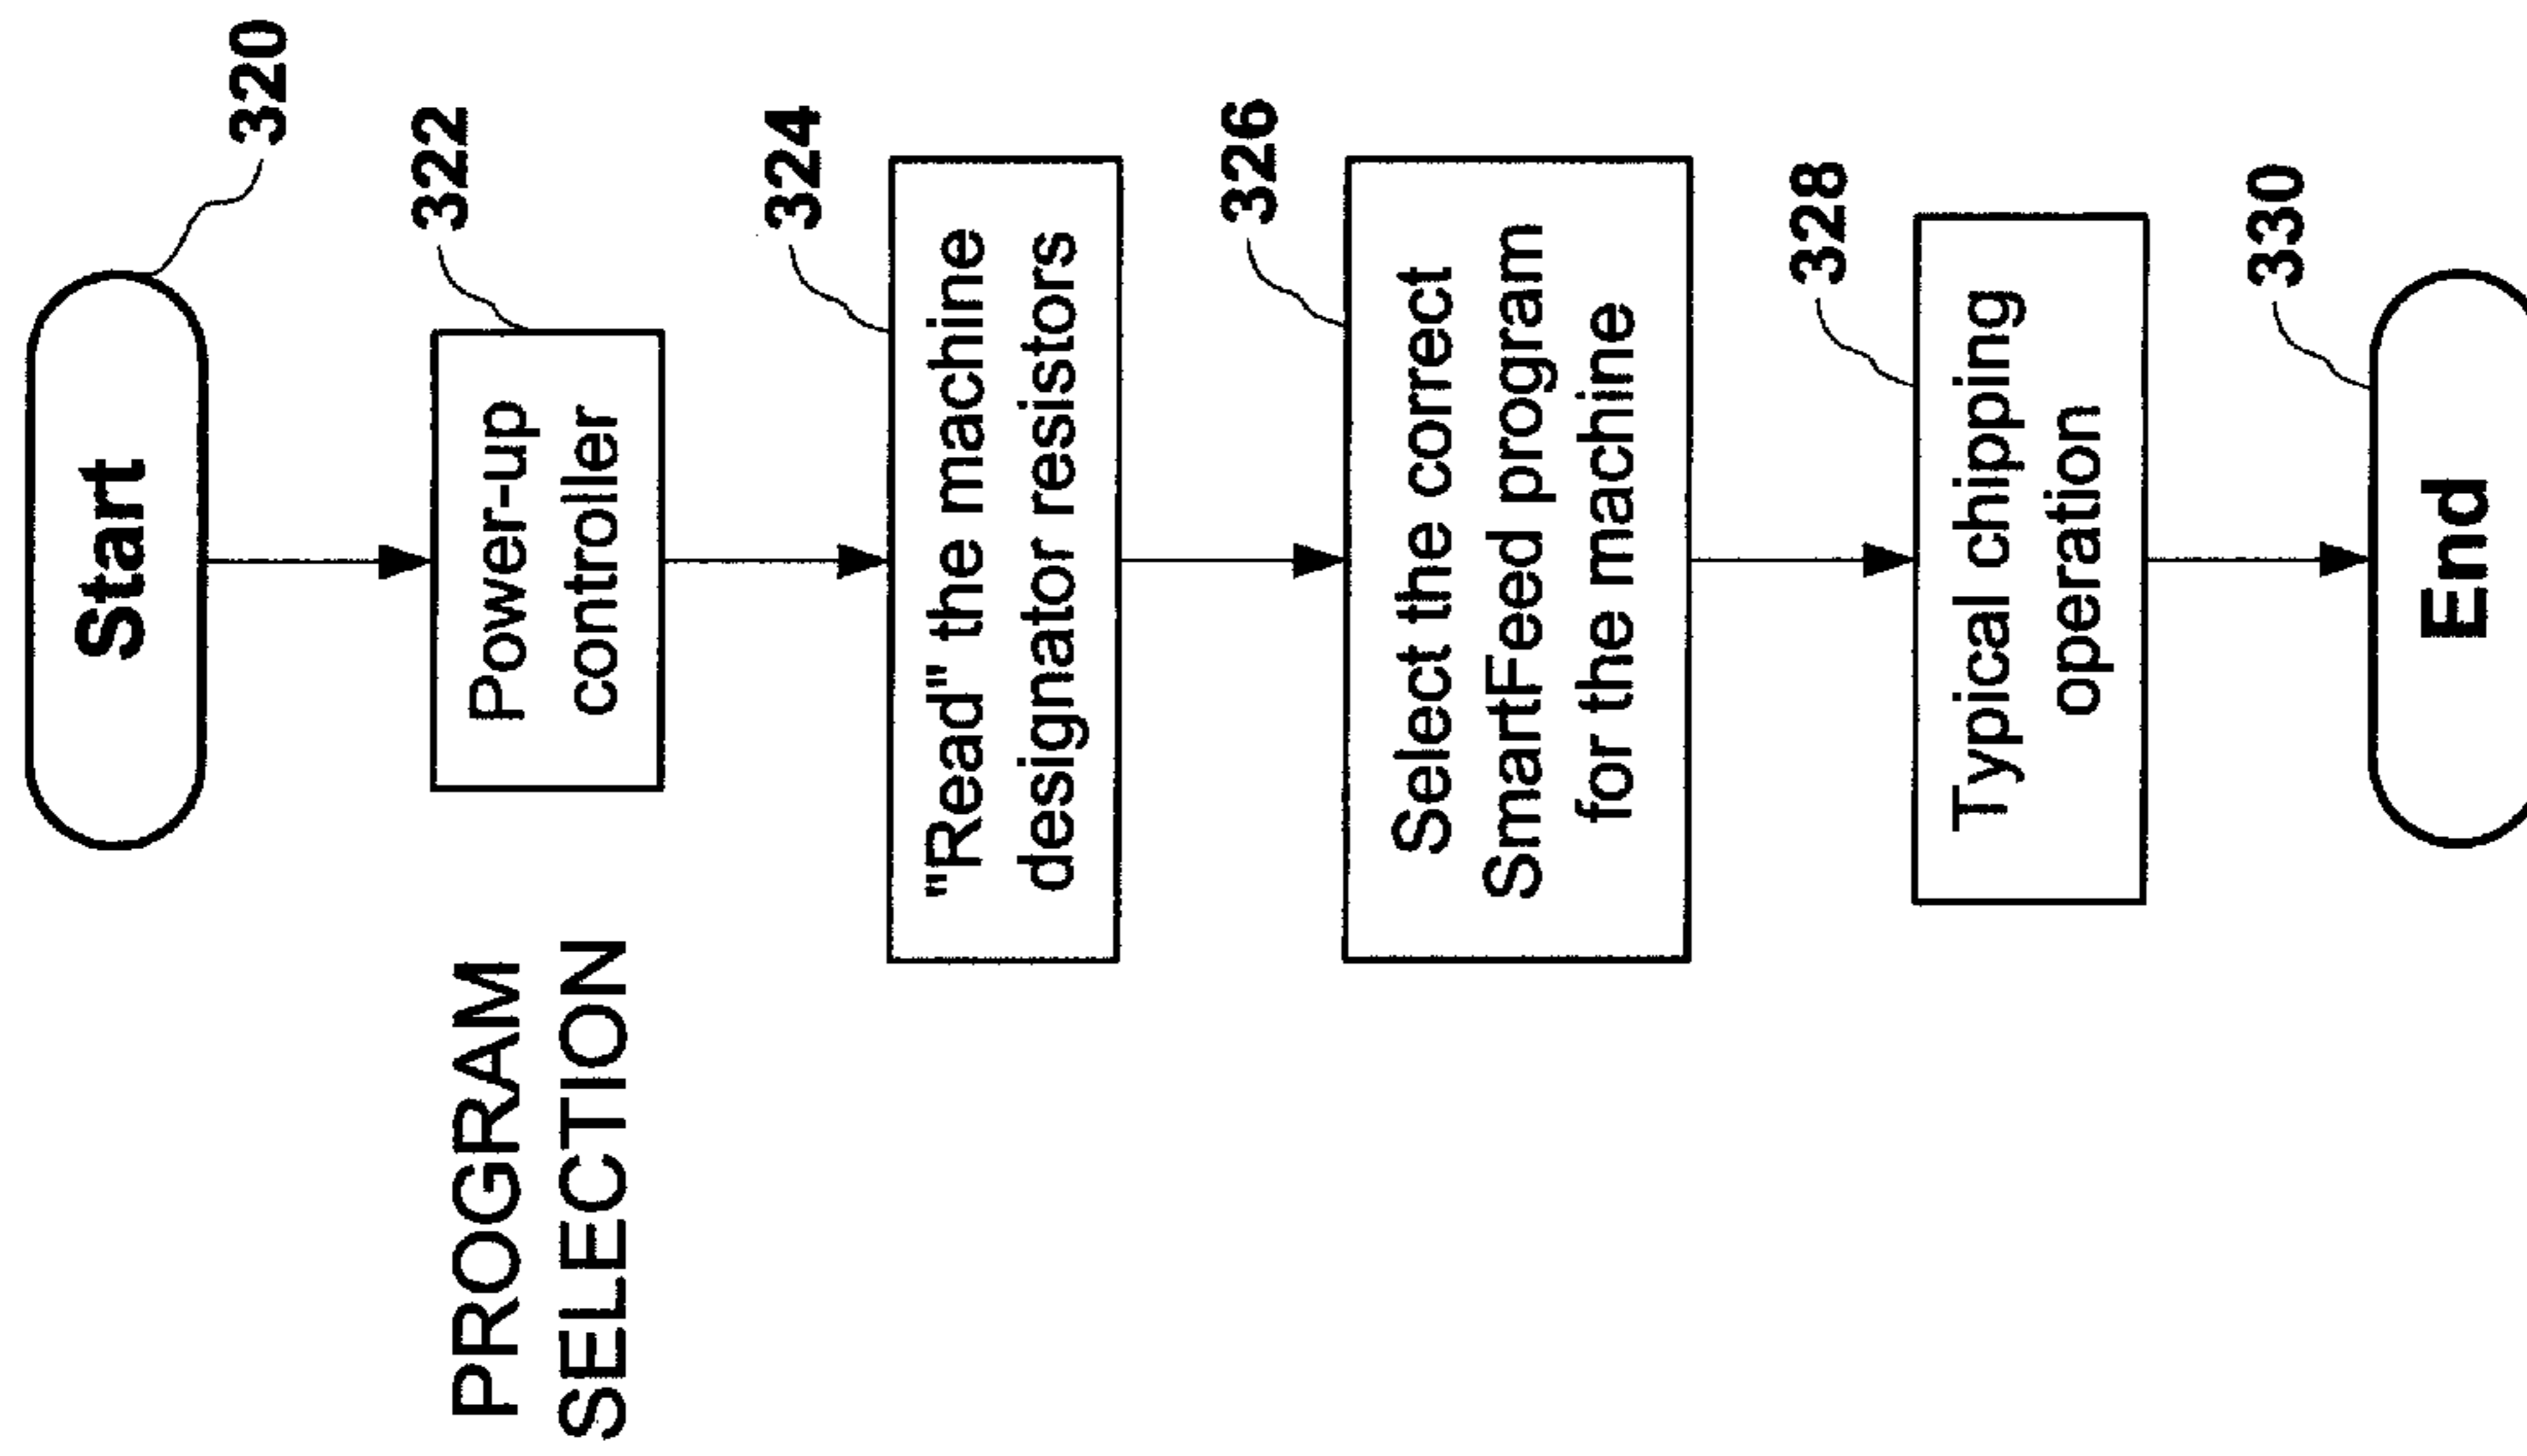 Start
320
PROGRAM
SELECTION
Power-up
controller
322
"Read" the machine
designator resistors
324
Select the correct
SmartFeed program
for the machine
326
Typical chipping
operation
328
End
330